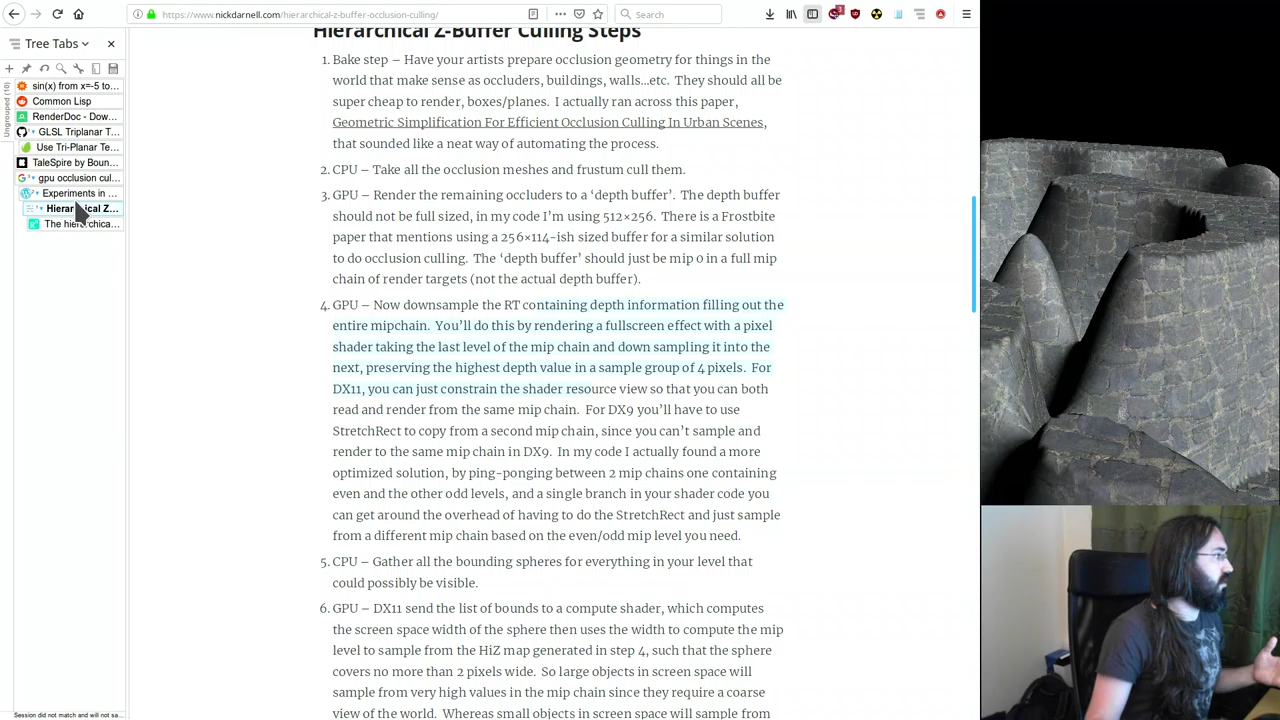 https://www.nickdarnell.com/hierarchical-z-buffer-occlusion-culling/
Search
3
Tree Tabs
Ungrouped (10)
sin(x) from x=-5 to...
Common Lisp
RenderDoc - Dow...
GLSL Triplanar T...
Use Tri-Planar Te...
TaleSpire by Boun...
gpu occlusion cul...
Experiments in ...
Hierarchical Z...
The hierarchica...
Session did not match and will not sa...
Hierarchical Z-Buffer Culling Steps
1. Bake step – Have your artists prepare occlusion geometry for things in the
world that make sense as occluders, buildings, walls...etc. They should all be
super cheap to render, boxes/planes. I actually ran across this paper,
Geometric Simplification For Efficient Occlusion Culling In Urban Scenes,
that sounded like a neat way of automating the process.
2. CPU – Take all the occlusion meshes and frustum cull them.
3. GPU – Render the remaining occluders to a ‘depth buffer’. The depth buffer
should not be full sized, in my code I’m using 512×256. There is a Frostbite
paper that mentions using a 256×114-ish sized buffer for a similar solution
to do occlusion culling. The ‘depth buffer’ should just be mip 0 in a full mip
chain of render targets (not the actual depth buffer).
4. GPU – Now downsample the RT containing depth information filling out the
entire mipchain. You’ll do this by rendering a fullscreen effect with a pixel
shader taking the last level of the mip chain and down sampling it into the
next, preserving the highest depth value in a sample group of 4 pixels. For
DX11, you can just constrain the shader resource view so that you can both
read and render from the same mip chain. For DX9 you’ll have to use
StretchRect to copy from a second mip chain, since you can’t sample and
render to the same mip chain in DX9. In my code I actually found a more
optimized solution, by ping-ponging between 2 mip chains one containing
even and the other odd levels, and a single branch in your shader code you
can get around the overhead of having to do the StretchRect and just sample
from a different mip chain based on the even/odd mip level you need.
5. CPU – Gather all the bounding spheres for everything in your level that
could possibly be visible.
6. GPU – DX11 send the list of bounds to a compute shader, which computes
the screen space width of the sphere then uses the width to compute the mip
level to sample from the HiZ map generated in step 4, such that the sphere
covers no more than 2 pixels wide. So large objects in screen space will
sample from very high values in the mip chain since they require a coarse
view of the world. Whereas small objects in screen space will sample from